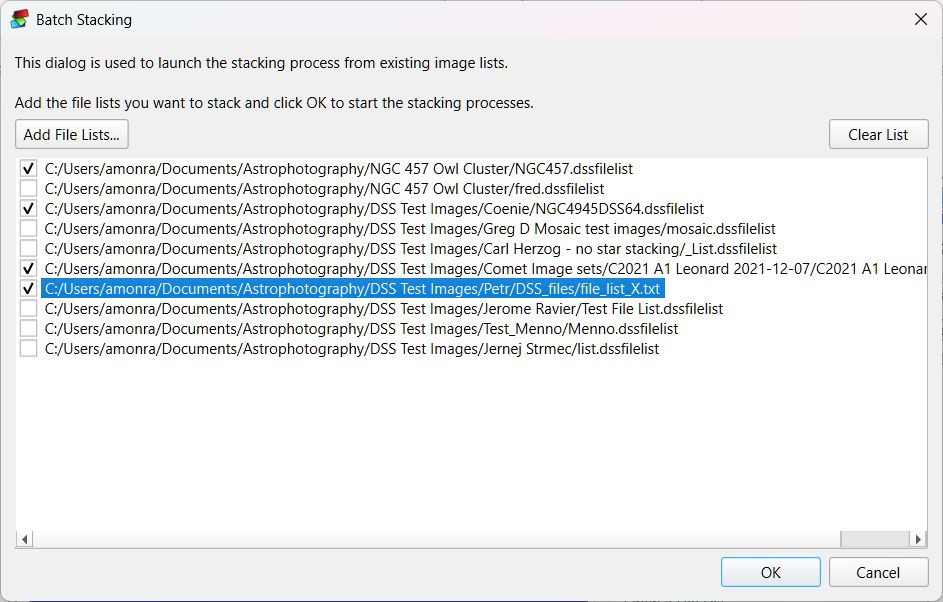 Batch Stacking
This dialog is used to launch the stacking process from existing image lists.
Add the file lists you want to stack and click OK to start the stacking processes.
Add File Lists...
Clear List
C:/Users/amonra/Documents/Astrophotography/NGC 457 Owl Cluster/NGC457.dssfilelist
C:/Users/amonra/Documents/Astrophotography/NGC 457 Owl Cluster/fred.dssfilelist
C:/Users/amonra/Documents/Astrophotography/DSS Test Images/Coenie/NGC4945DSS64.dssfilelist
C:/Users/amonra/Documents/Astrophotography/DSS Test Images/Greg D Mosaic test images/mosaic.dssfilelist
C:/Users/amonra/Documents/Astrophotography/DSS Test Images/Carl Herzog - no star stacking/_List.dssfilelist
C:/Users/amonra/Documents/Astrophotography/DSS Test Images/Comet Image sets/C2021 A1 Leonard 2021-12-07/C2021 A1 Leonar
C:/Users/amonra/Documents/Astrophotography/DSS Test Images/Petr/DSS_files/file_list_X.txt
C:/Users/amonra/Documents/Astrophotography/DSS Test Images/Jerome Ravier/Test File List.dssfilelist
C:/Users/amonra/Documents/Astrophotography/DSS Test Images/Test_Menno/Menno.dssfilelist
C:/Users/amonra/Documents/Astrophotography/DSS Test Images/Jernej Strmec/list.dssfilelist
OK
Cancel